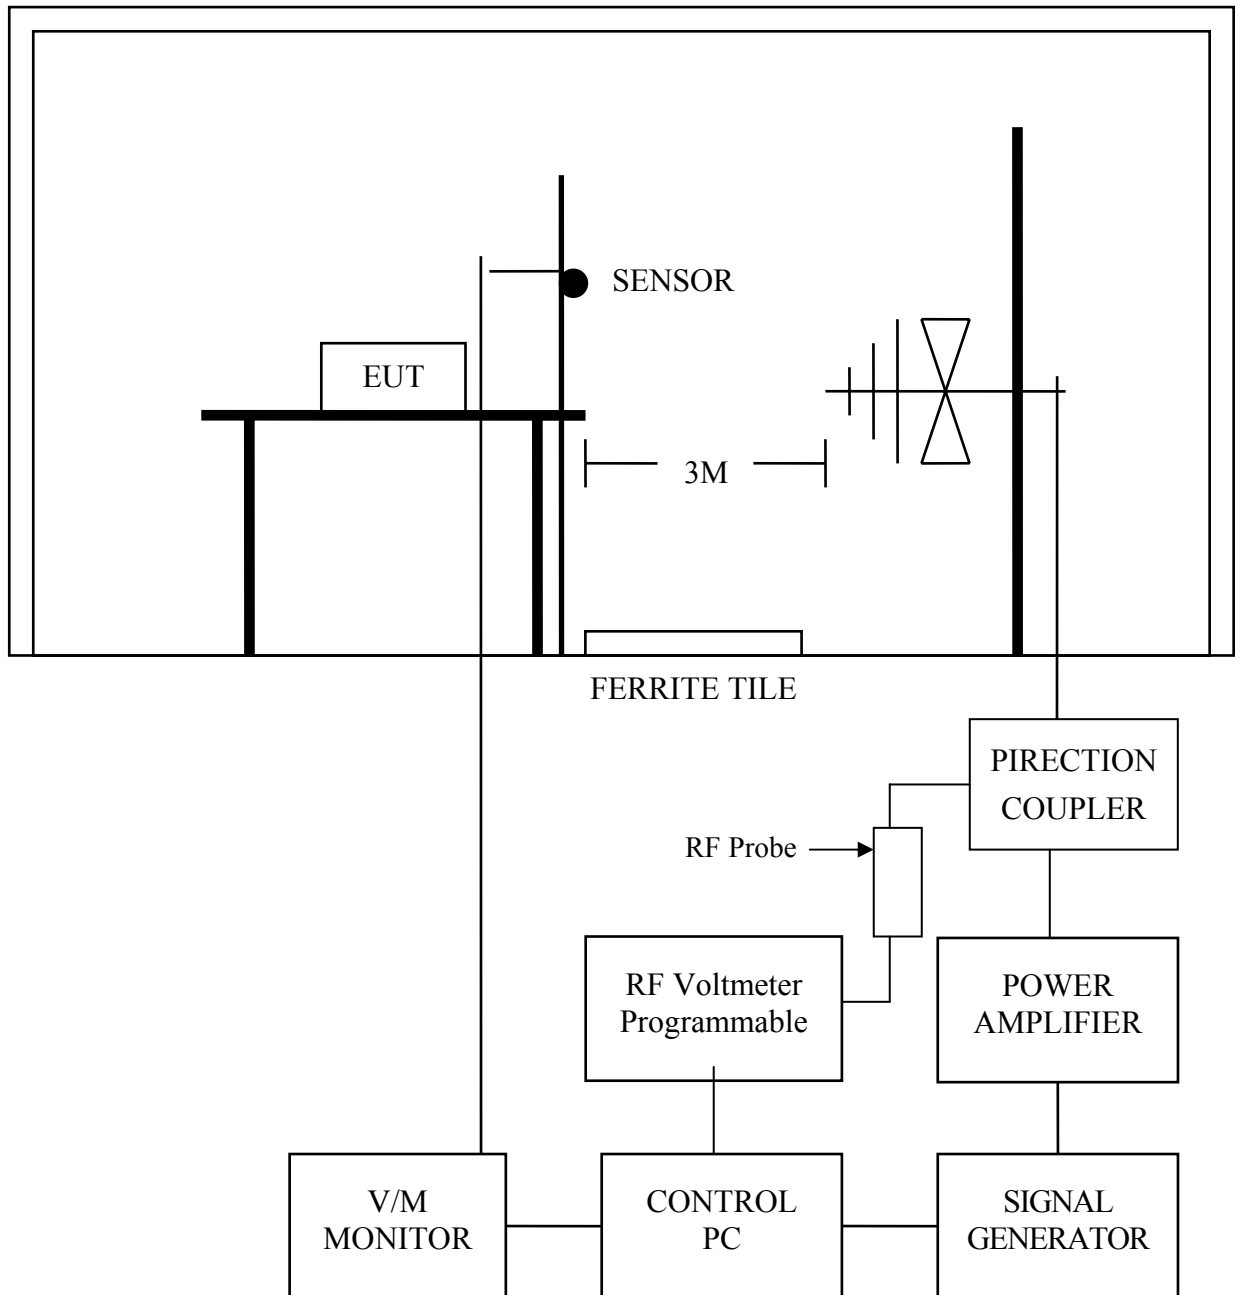 SENSOR
EUT
3M
FERRITE TILE
PIRECTION
COUPLER
RF Probe
RF Voltmeter
Programmable
POWER
AMPLIFIER
V/M
MONITOR
CONTROL
PC
SIGNAL
GENERATOR